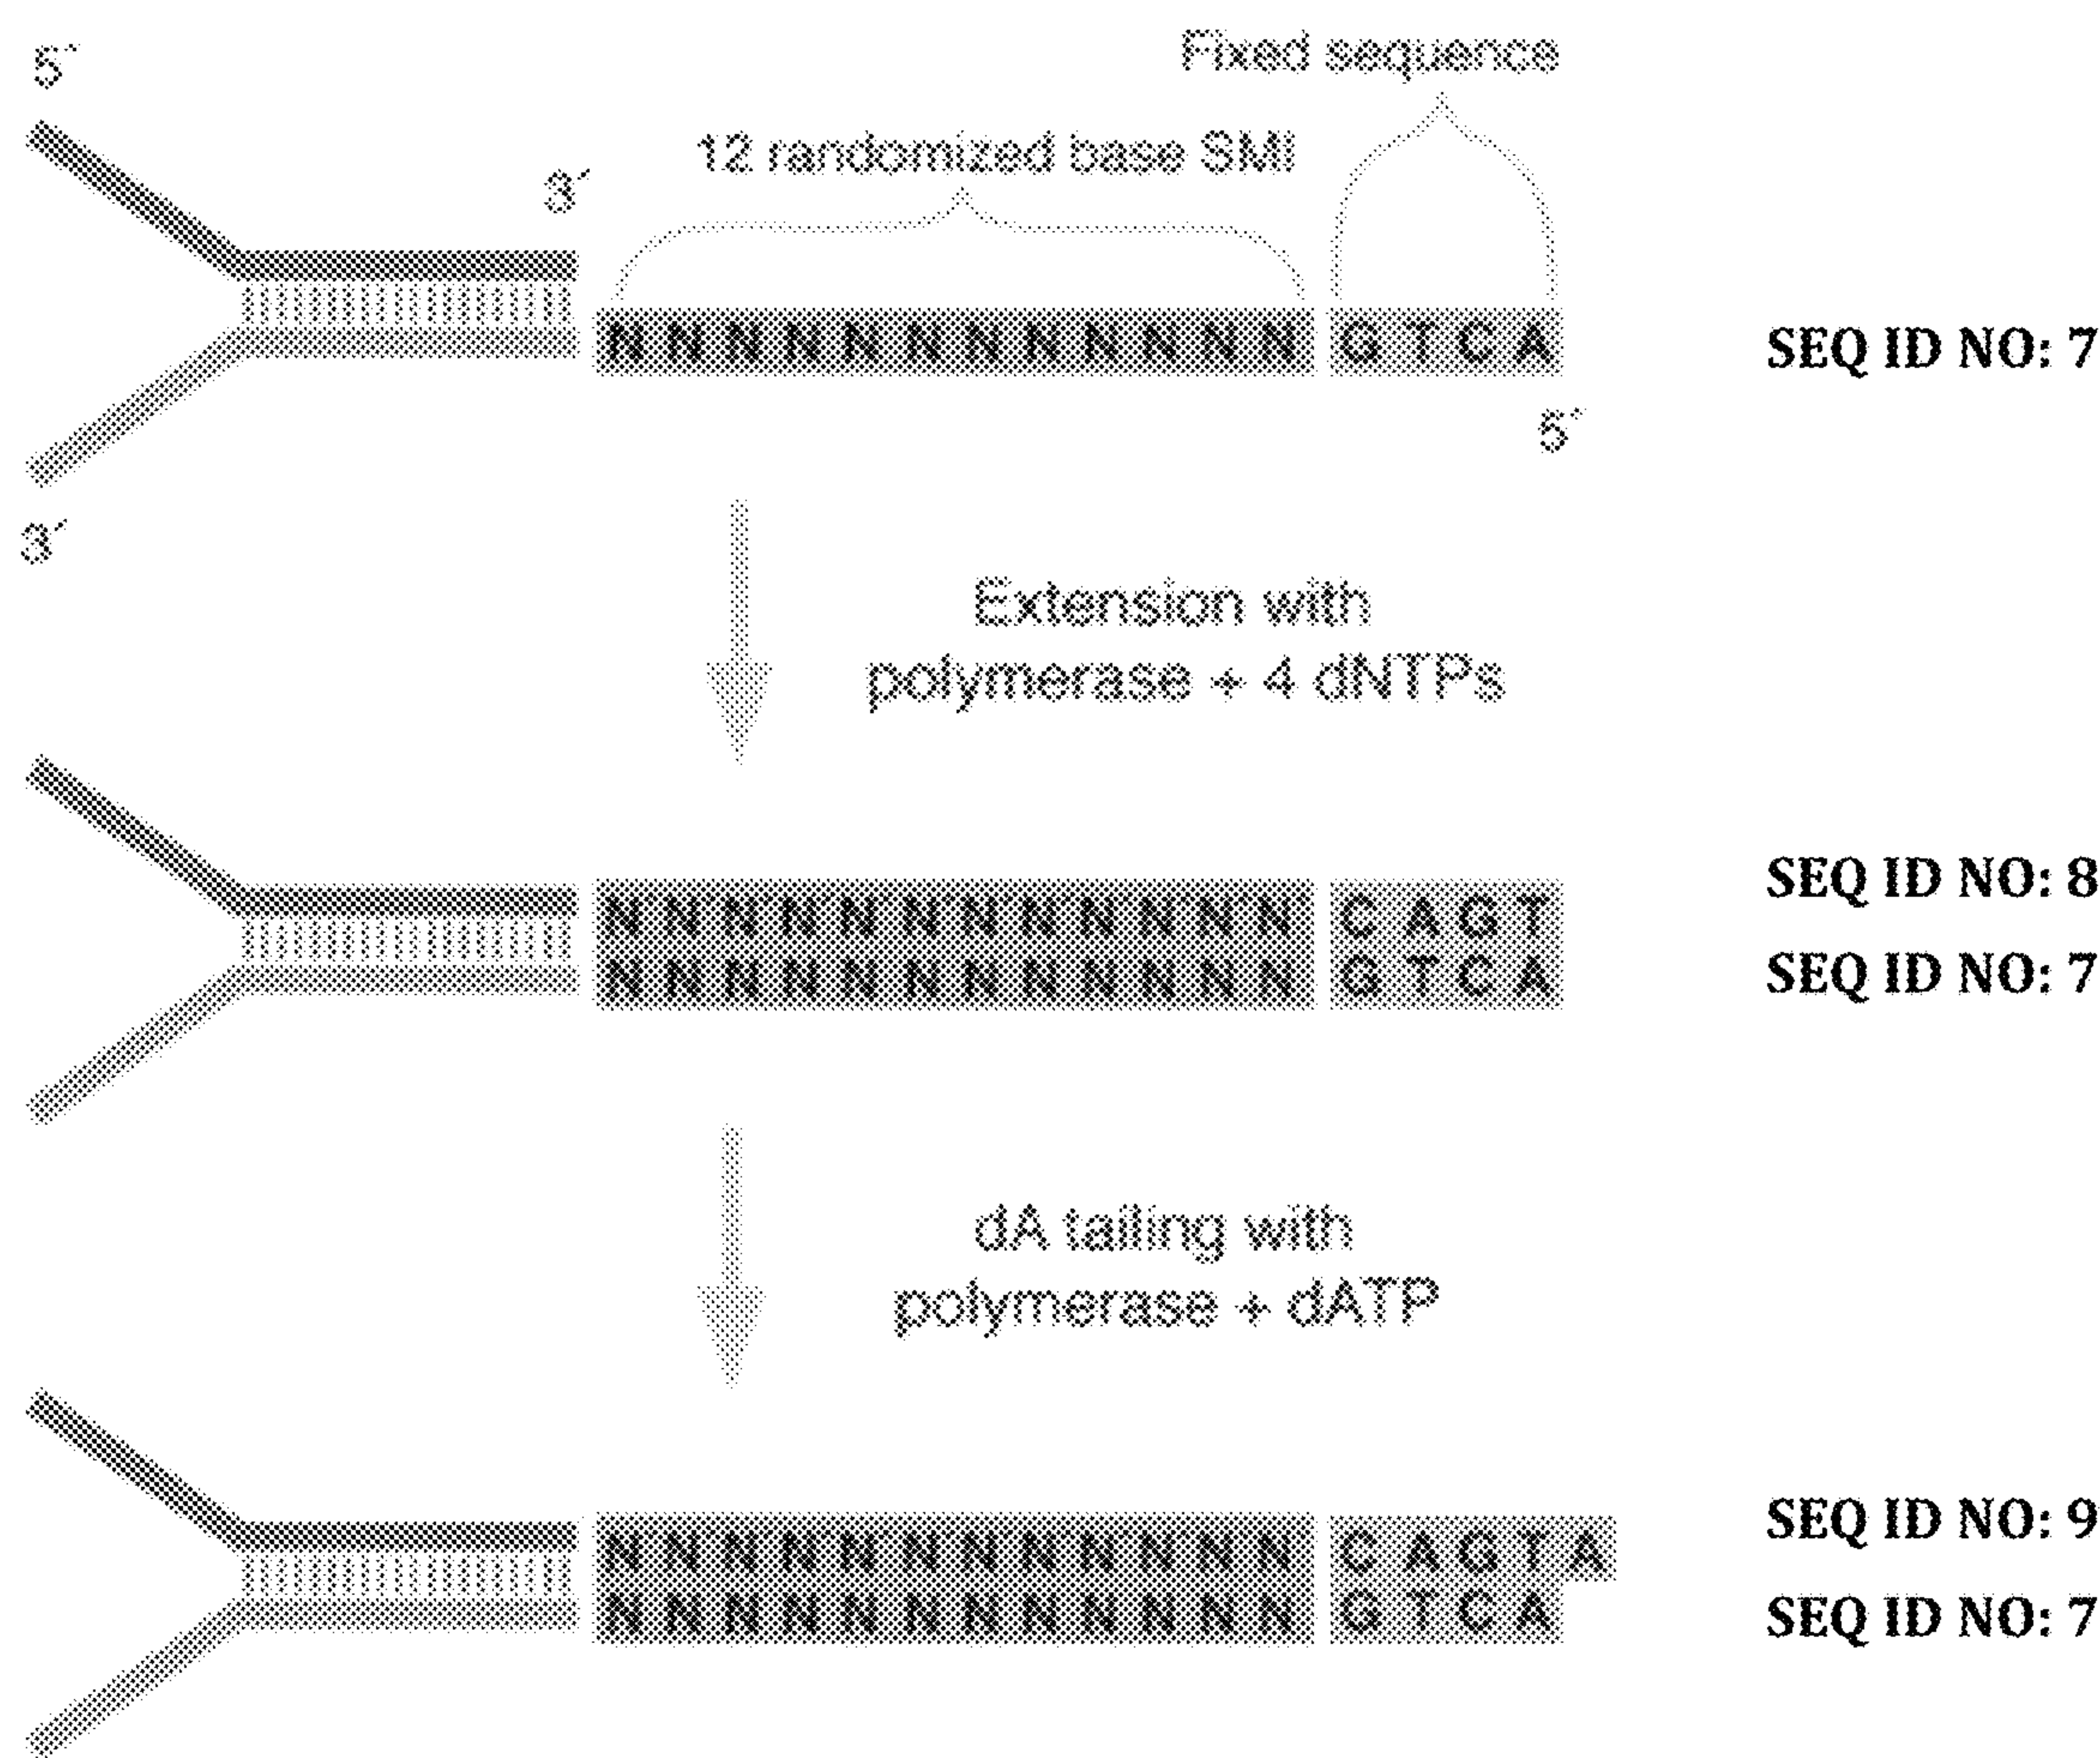 5´
Fixed sequence
12 randomized base SMI
3´
N N N N N N N N N N N N G T C A
SEQ ID NO: 7
5´
3´
Extension with
polymerase + 4 dNTPs
N N N N N N N N N N N N C A G T
SEQ ID NO: 8
N N N N N N N N N N N N G T C A
SEQ ID NO: 7
dA tailing with
polymerase + dATP
N N N N N N N N N N N N C A G T A
SEQ ID NO: 9
N N N N N N N N N N N N G T C A
SEQ ID NO: 7